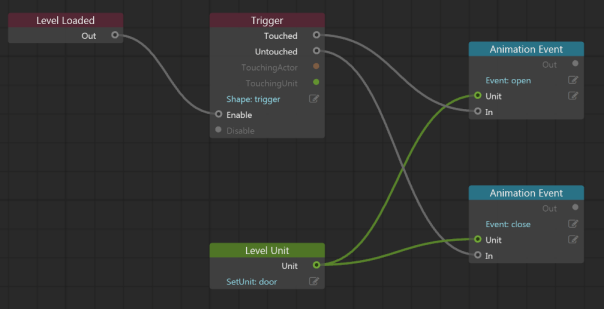 Level Loaded
Out
Trigger
Touched
Untouched
TouchingActor
TouchingUnit
Shape: trigger
Enable
Disable
Animation Event
Out
Event: open
Unit
In
Animation Event
Out
Event: close
Unit
In
Level Unit
Unit
SetUnit: door